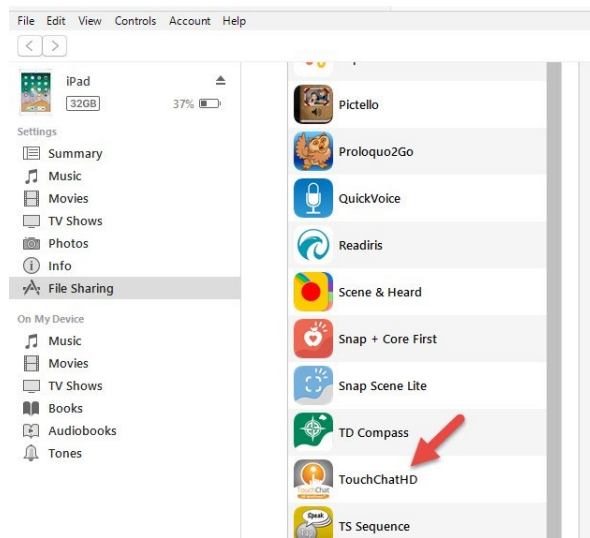 File Edit View Controls Account Help
iPad
32GB 37%
Settings
Summary
Music
Movies
TV Shows
Photos
Info
File Sharing
On My Device
Music
Movies
TV Shows
Books
Audiobooks
Tones
Pictello
Proloquo2Go
QuickVoice
Readiris
Scene & Heard
Snap + Core First
Snap Scene Lite
TD Compass
TouchChat
TouchChatHD
Speak
TS Sequence